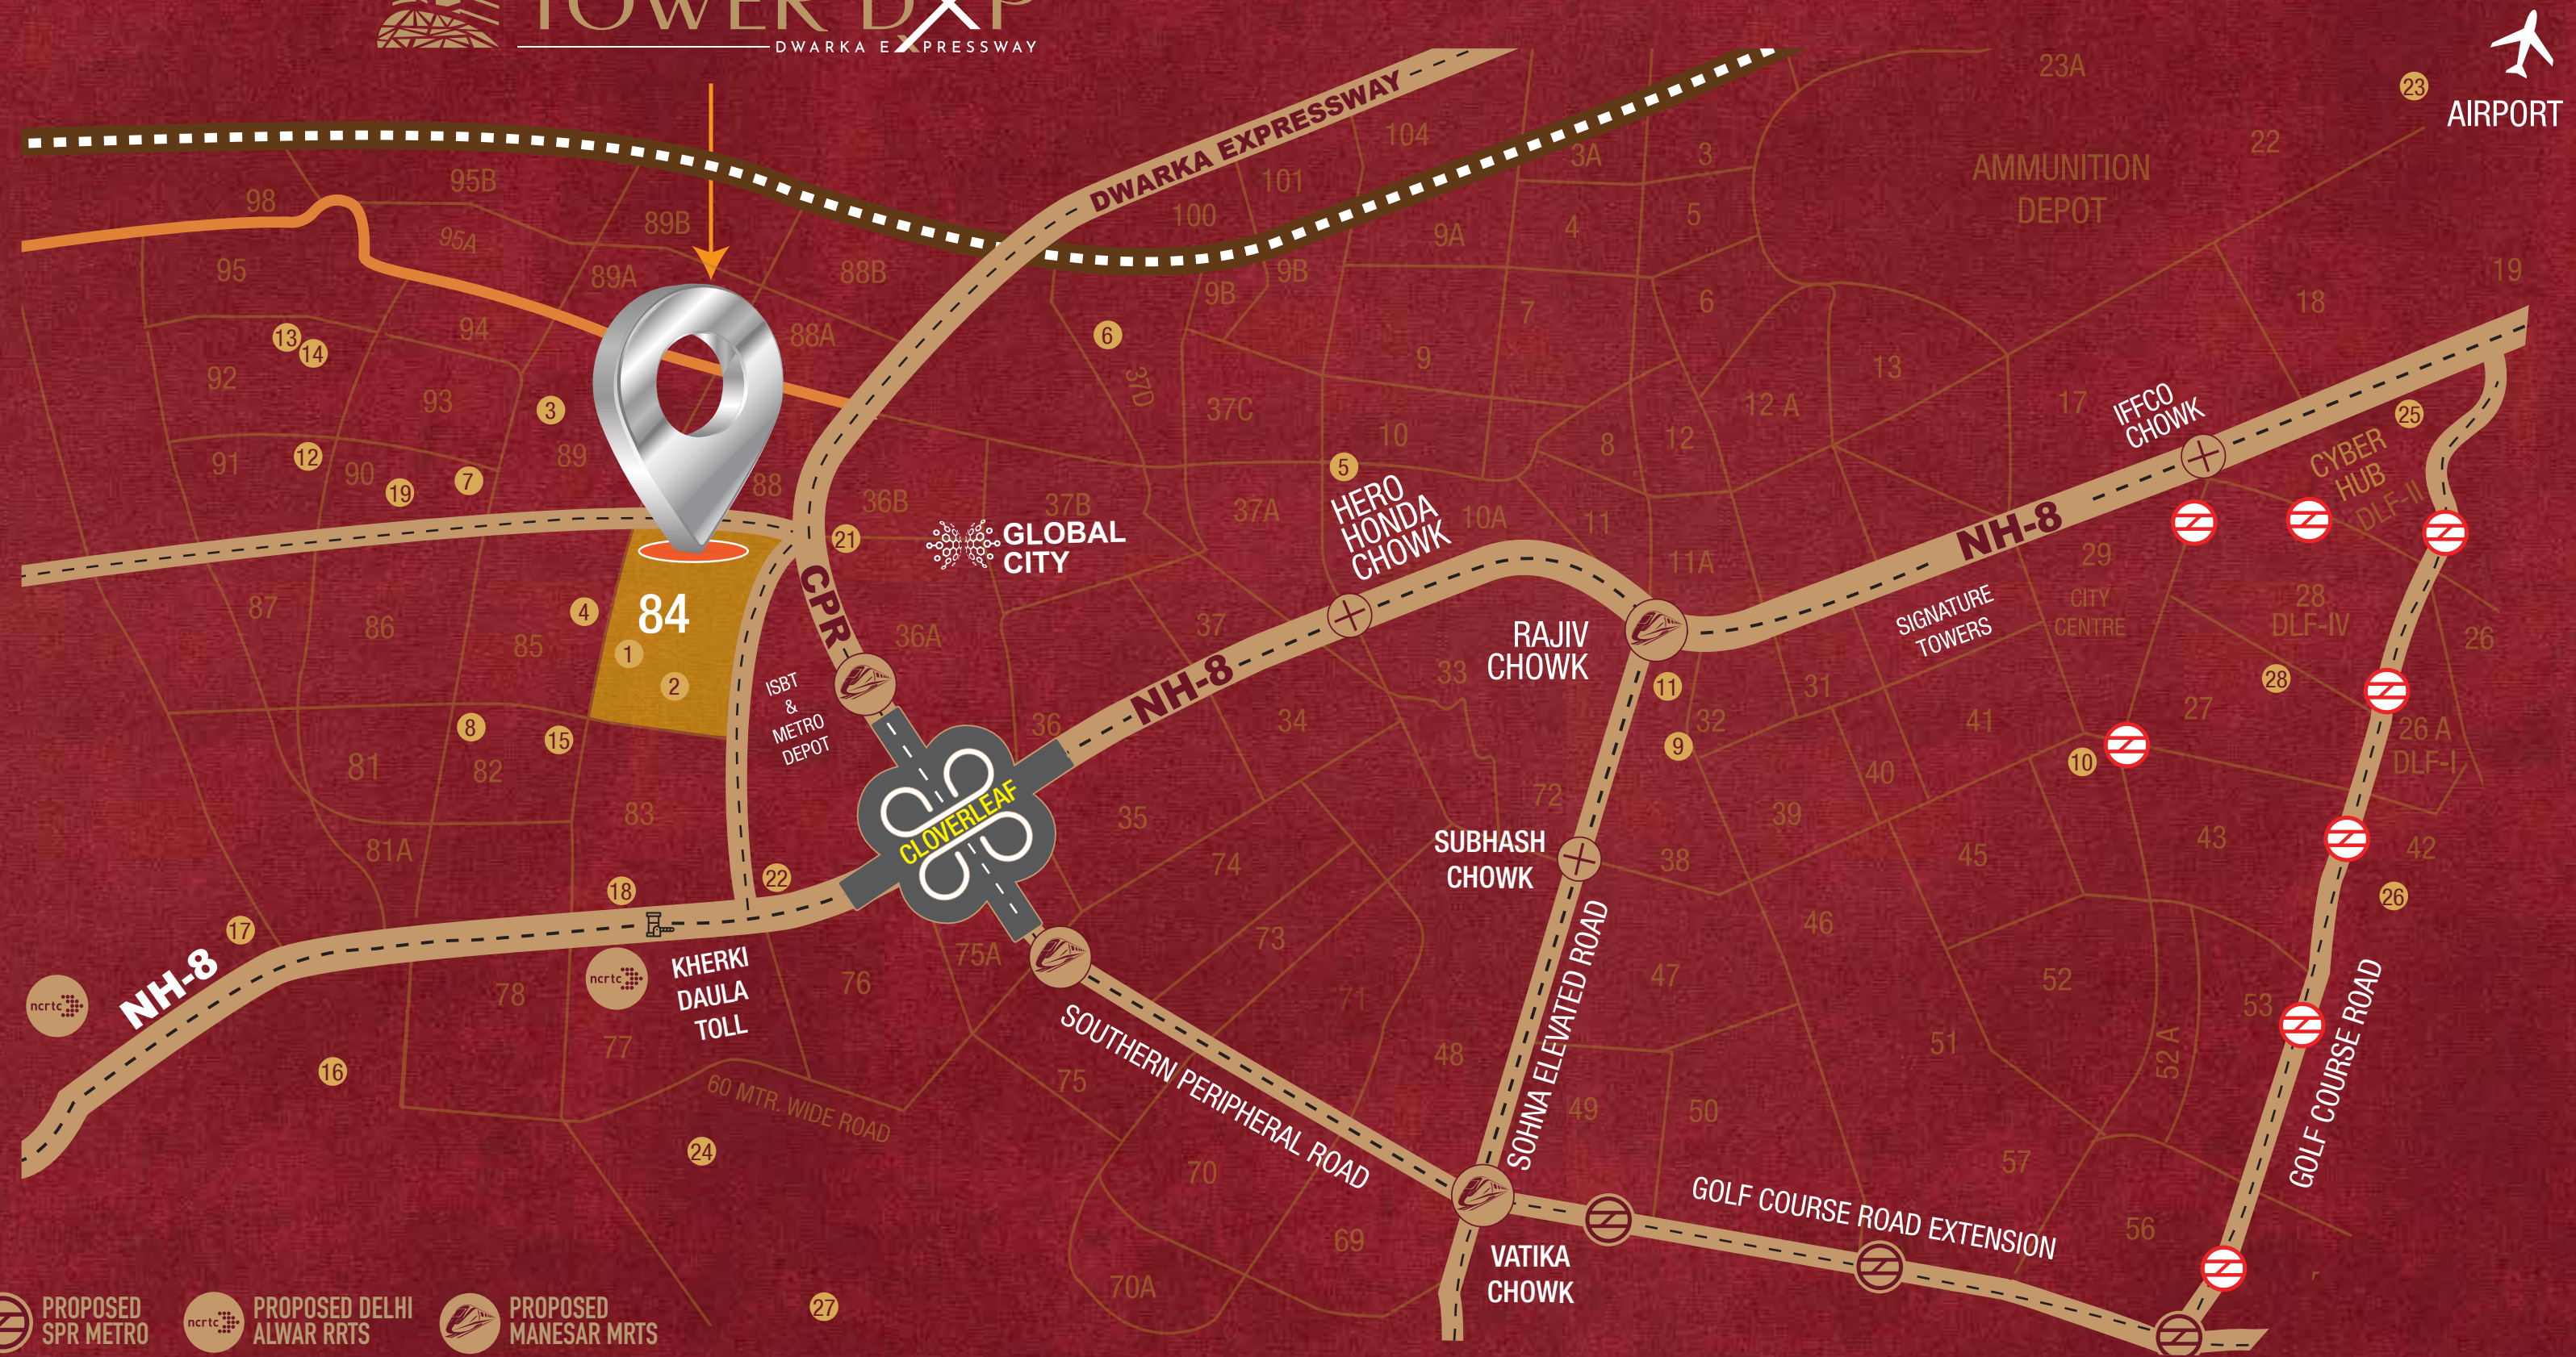 TOWER DXP
DWARKA EXPRESSWAY
AIRPORT
23
23A
22
AMMUNITION
DEPOT
19
18
DWARKA EXPRESSWAY
104
101
100
3A
3
4
5
9A
9B
9B
7
6
98
95B
95A
95
89B
89A
88B
88A
94
13
14
92
93
3
91
12
90
19
7
89
88
6
37D
37C
9
10
8
12
12 A
13
17
IFFCO
CHOWK
25
CYBER
HUB
DLF-II
36B
37B
37A
5
HERO
HONDA
CHOWK
10A
11
11A
NH-8
29
CITY
CENTRE
28
DLF-IV
26
SIGNATURE
TOWERS
21
GLOBAL
CITY
CPR
84
87
86
85
4
1
2
36A
37
NH-8
33
34
36
RAJIV
CHOWK
11
31
32
9
41
27
28
10
26 A
DLF-I
ISBT
&
METRO
DEPOT
8
15
81
82
83
81A
CLOVERLEAF
35
74
72
SUBHASH
CHOWK
38
39
40
45
43
42
26
46
18
22
17
NH-8
ncrtc
ncrtc
KHERKI
DAULA
TOLL
78
77
76
75A
73
71
75
16
60 MTR. WIDE ROAD
24
SOUTHERN PERIPHERAL ROAD
48
SOHNA ELEVATED ROAD
47
49
50
51
52
52 A
53
GOLF COURSE ROAD
57
56
70
70A
69
VATIKA
CHOWK
GOLF COURSE ROAD EXTENSION
27
PROPOSED
SPR METRO
ncrtc
PROPOSED DELHI
ALWAR RRTS
PROPOSED
MANESAR MRTS